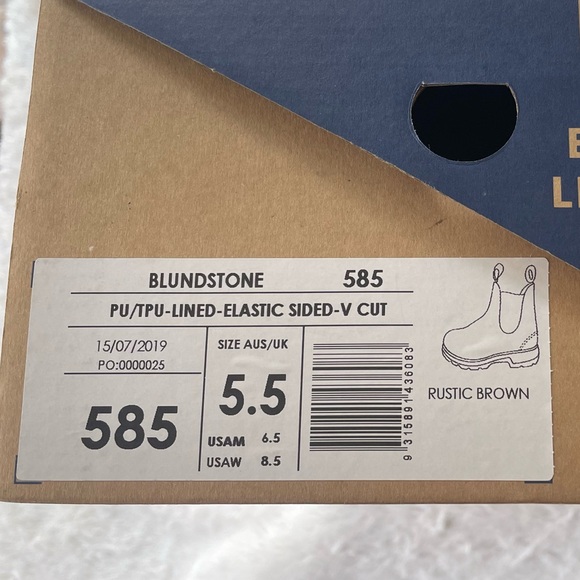 BLUNDSTONE 585
PU/TPU-LINED-ELASTIC SIDED-V CUT
15/07/2019
PO:0000025
585
SIZE AUS/UK
5.5
USAM 6.5
USAW 8.5
9 315891 436083
RUSTIC BROWN